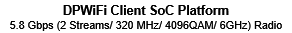 DPWiFi Client SoC Platform
5.8 Gbps (2 Streams/ 320 MHz/ 4096QAM/ 6GHz) Radio